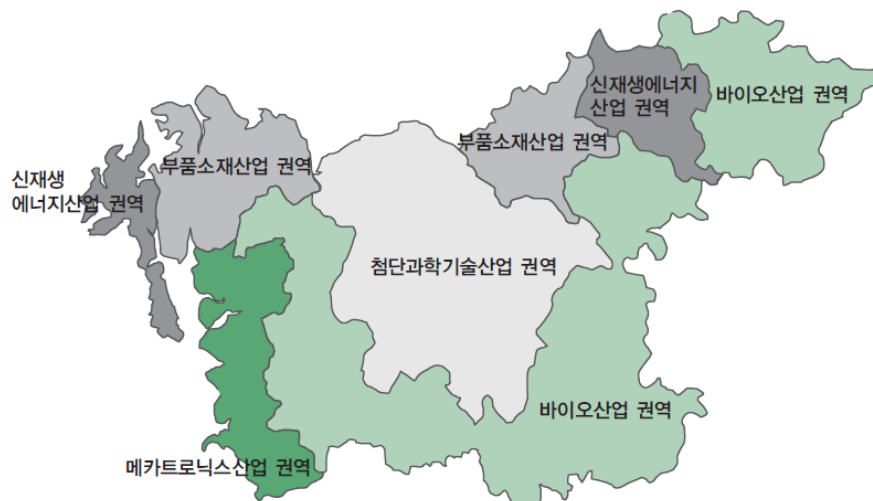 신재생에너지
산업 권역
바이오산업 권역
부품소재산업 권역
부품소재산업 권역
신재생
에너지산업 권역
첨단과학기술산업 권역
바이오산업 권역
메카트로닉스산업 권역